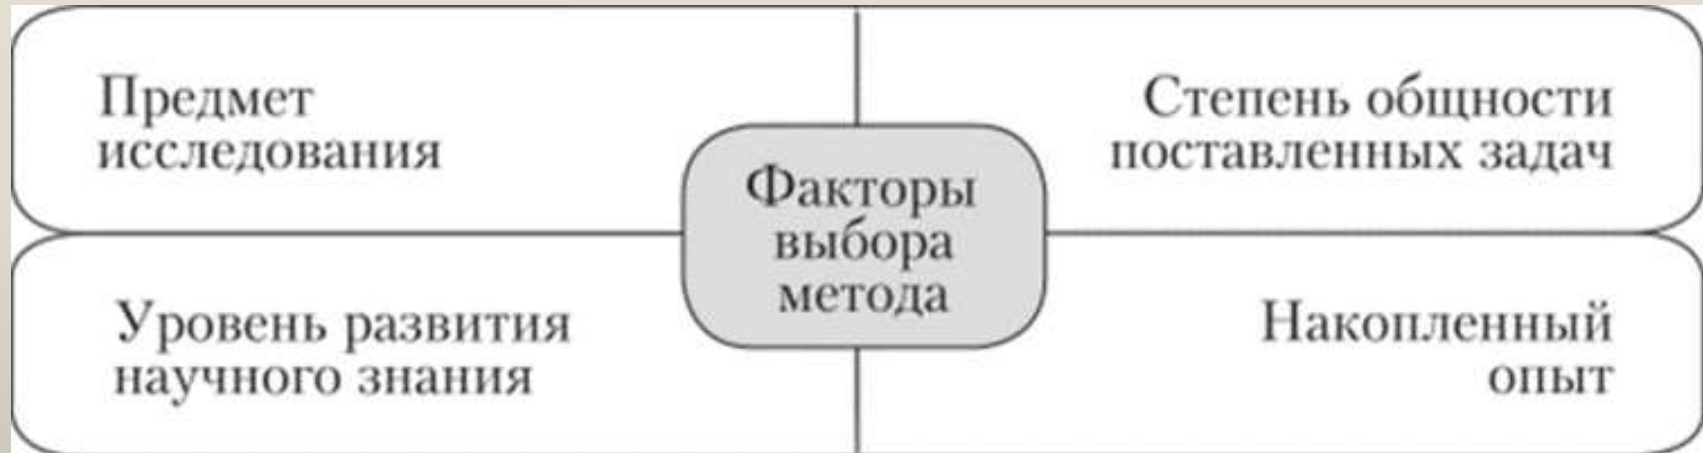 Предмет
исследования
Степень общности
поставленных задач
Факторы
выбора
метода
Уровень развития
научного знания
Накопленный
опыт